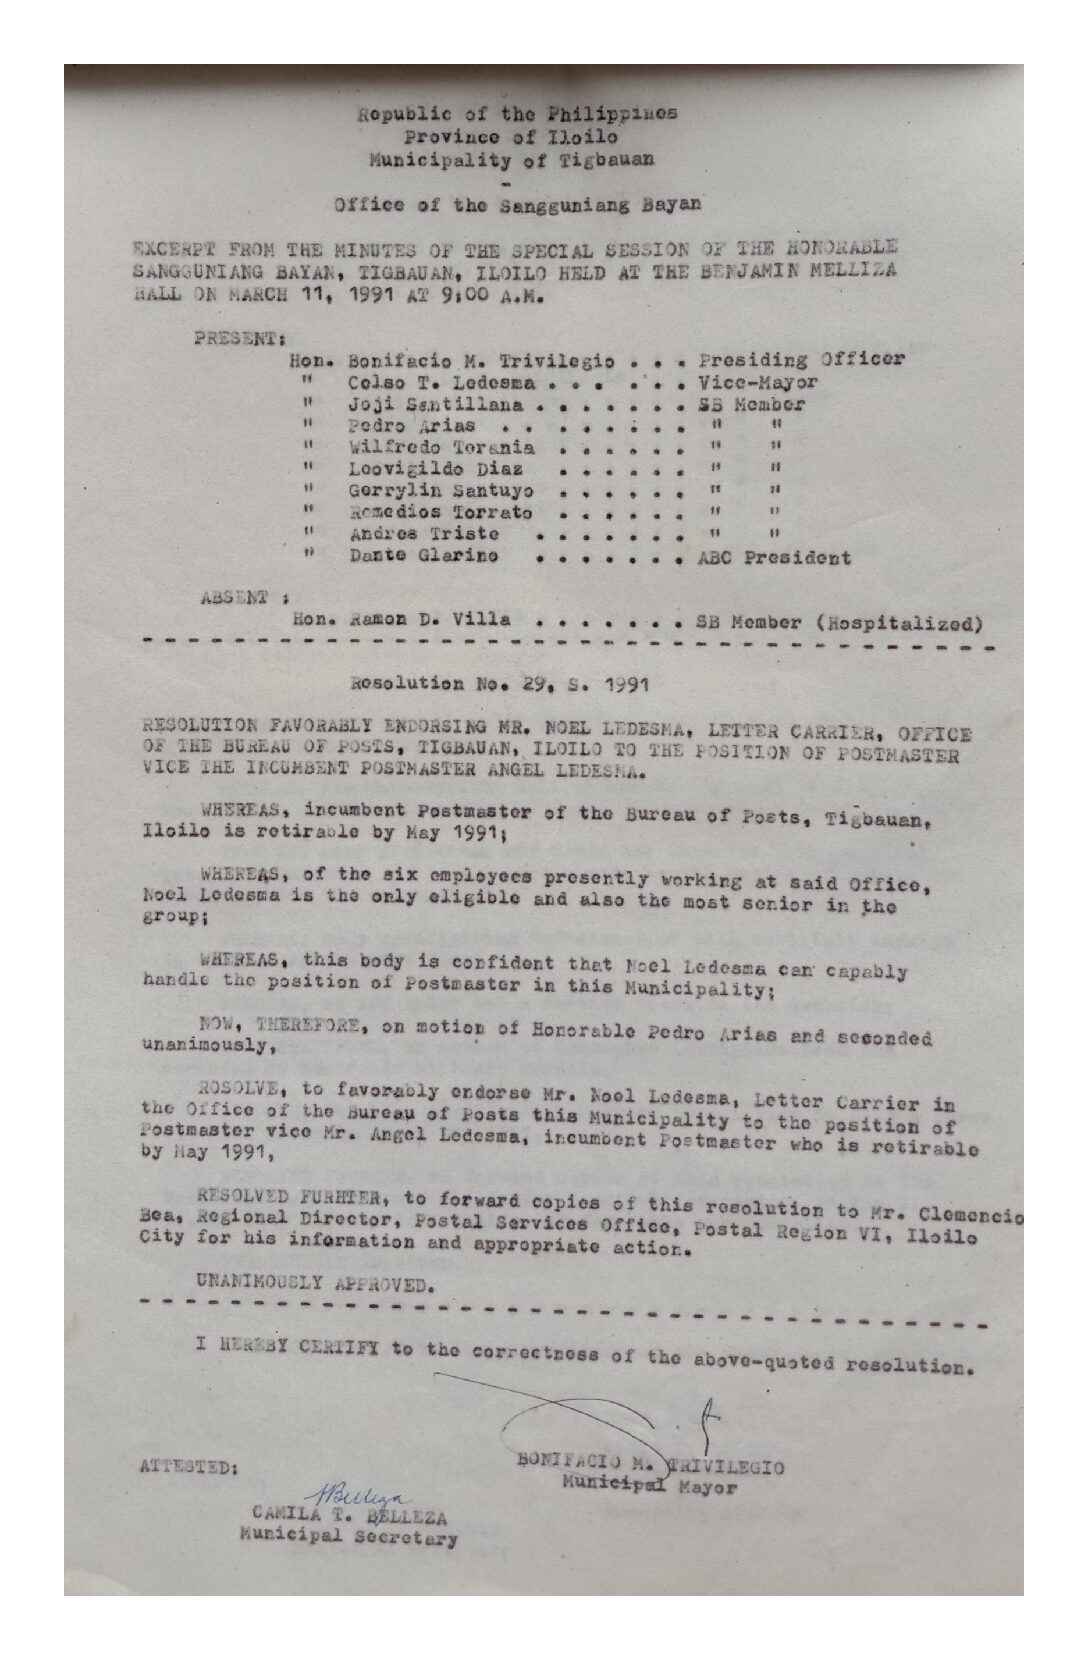 Republic of the Philippines
Province of Iloilo
Municipality of Tigbauan
-
Office of the Sangguniang Bayan
EXCERPT FROM THE MINUTES OF THE SPECIAL SESSION OF THE HONORABLE
SANGGUNIANG BAYAN, TIGBAUAN, ILOILO HELD AT THE BENJAMIN MELLIZA
HALL ON MARCH 11, 1991 AT 9:00 A.M.
PRESENT:
Hon. Bonifacio M. Trivilegio . . . Presiding Officer
" Celso T. Ledesma . . . . . . Vice-Mayor
" Joji Santillana . . . . . . . SB Member
" Pedro Arias . . . . . . . . " "
" Wilfredo Torania . . . . . . " "
" Leovigildo Diaz . . . . . . " "
" Gerrylin Santuyo . . . . . . " "
" Remedios Torrato . . . . . . " "
" Andres Triste . . . . . . . " "
" Dante Glarino . . . . . . . ABC President
ABSENT :
Hon. Ramon D. Villa . . . . . . . SB Member (Hospitalized)
- - - - - - - - - - - - - - - - - - - - - - - - - - - - - - - - - - - - -
Resolution No. 29, S. 1991
RESOLUTION FAVORABLY ENDORSING MR. NOEL LEDESMA, LETTER CARRIER, OFFICE
OF THE BUREAU OF POSTS, TIGBAUAN, ILOILO TO THE POSITION OF POSTMASTER
VICE THE INCUMBENT POSTMASTER ANGEL LEDESMA.
WHEREAS, incumbent Postmaster of the Bureau of Posts, Tigbauan,
Iloilo is retirable by May 1991;
WHEREAS, of the six employees presently working at said Office,
Noel Ledesma is the only eligible and also the most senior in the
group;
WHEREAS, this body is confident that Noel Ledesma can capably
handle the position of Postmaster in this Municipality;
NOW, THEREFORE, on motion of Honorable Pedro Arias and seconded
unanimously,
ROSOLVE, to favorably endorse Mr. Noel Ledesma, Letter Carrier in
the Office of the Bureau of Posts this Municipality to the position of
Postmaster vice Mr. Angel Ledesma, incumbent Postmaster who is retirable
by May 1991,
RESOLVED FURHTER, to forward copies of this resolution to Mr. Clemencio
Bea, Regional Director, Postal Services Office, Postal Region VI, Iloilo
City for his information and appropriate action.
UNANIMOUSLY APPROVED.
- - - - - - - - - - - - - - - - - - - - - - - - - - - - - - - - - - - - -
I HEREBY CERTIFY to the correctness of the above-quoted resolution.
BONIFACIO M. TRIVILEGIO
Municipal Mayor
ATTESTED:
CAMILA T. BELLEZA
Municipal Secretary